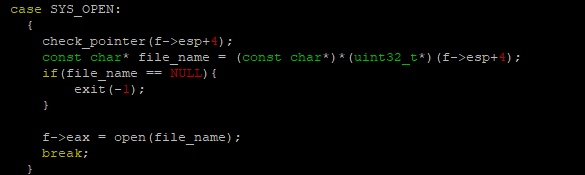 case SYS_OPEN:
{
check_pointer(f->esp+4);
const char* file_name = (const char*)*(uint32_t*)(f->esp+4);
if(file_name == NULL){
exit(-1);
}
f->eax = open(file_name);
break;
}